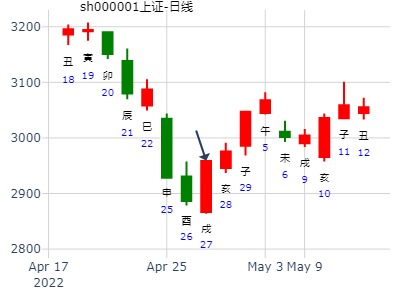 sh000001上证-日线
3200
3100
3000
2900
2800
丑
18
寅
19
卯
20
辰
21
巳
22
申
25
酉
26
戌
27
亥
28
子
29
午
5
未
6
戌
9
亥
10
子
11
丑
12
Apr 17
2022
Apr 25
May 3
May 9